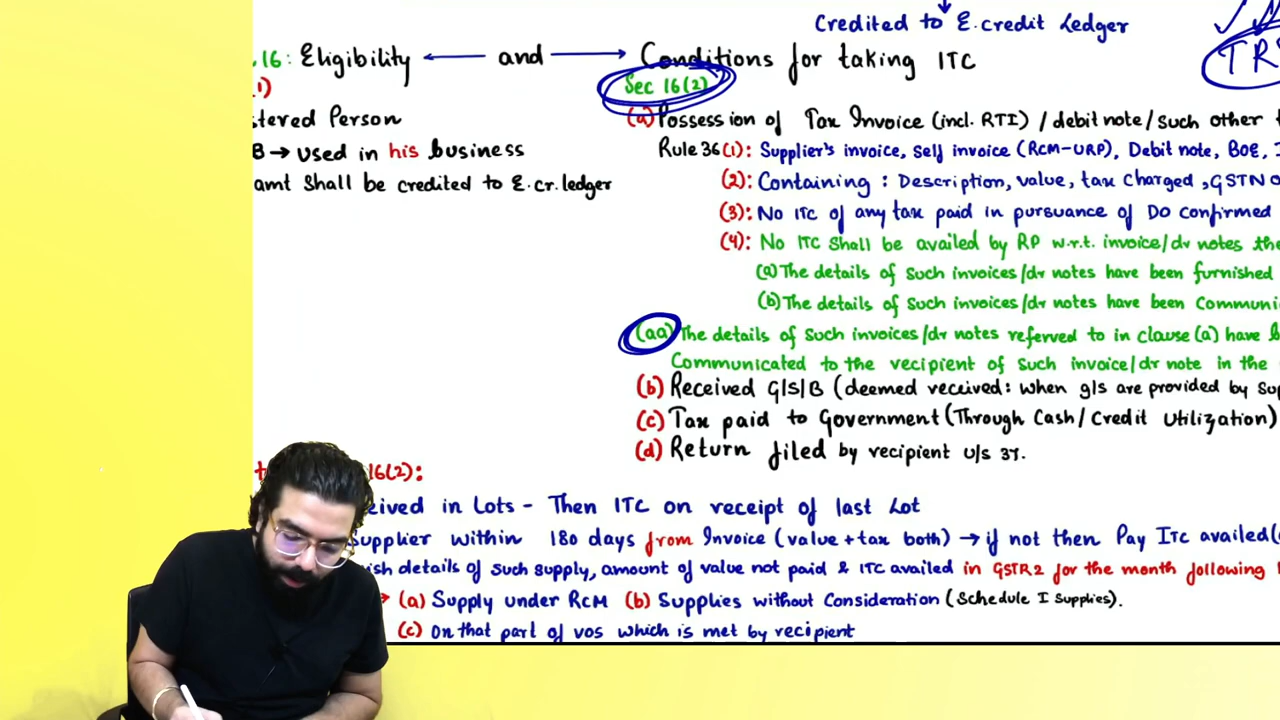 Credited to E.credit Ledger
16: Eligibility ← and → Conditions for taking ITC
Sec 16(2)
1)
(a) Possession of Tax Invoice (incl. RTI) / debit note / such other
stered Person
Rule 36 (1): Supplier's invoice, Self invoice (RCM-URP), Debit note, BOE,
B → used in his business
(2): Containing : Description, value, tax charged, GSTN
amt Shall be credited to E.cr.ledger
(3): No ITC of any tax paid in pursuance of DO confirmed
(4): No ITC Shall be availed by RP w.r.t. invoice/dr notes the
(a) The details of Such invoices/dr notes have been furnished
(b) The details of Such invoices/dr notes have been Communi
(aa) The details of Such invoices/dr notes referred to in clause (a) have b
Communicated to the recipient of Such invoice/dr note in the
(b) Received G/S/B (deemed received: when g/s are provided by Sup
(c) Tax paid to Government (Through Cash / Credit Utilization)
(d) Return filed by recipient u/s 39.
16(2):
eived in Lots - Then ITC on receipt of last Lot
Supplier within 180 days from Invoice (value + tax both) → if not then Pay ITC availed
ish details of Such supply, amount of value not paid & ITC availed in GSTR2 for the month following
(a) Supply under RCM (b) Supplies without Consideration (Schedule I Supplies).
(c) On that part of VOS which is met by recipient